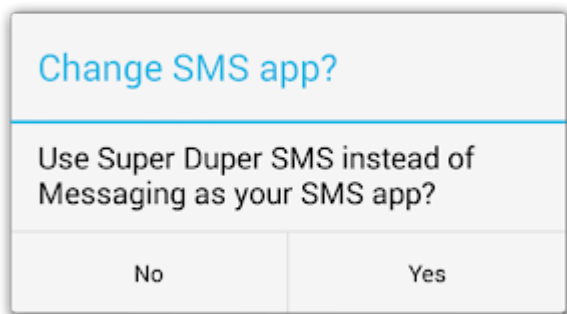 Change SMS app?
Use Super Duper SMS instead of
Messaging as your SMS app?
No
Yes